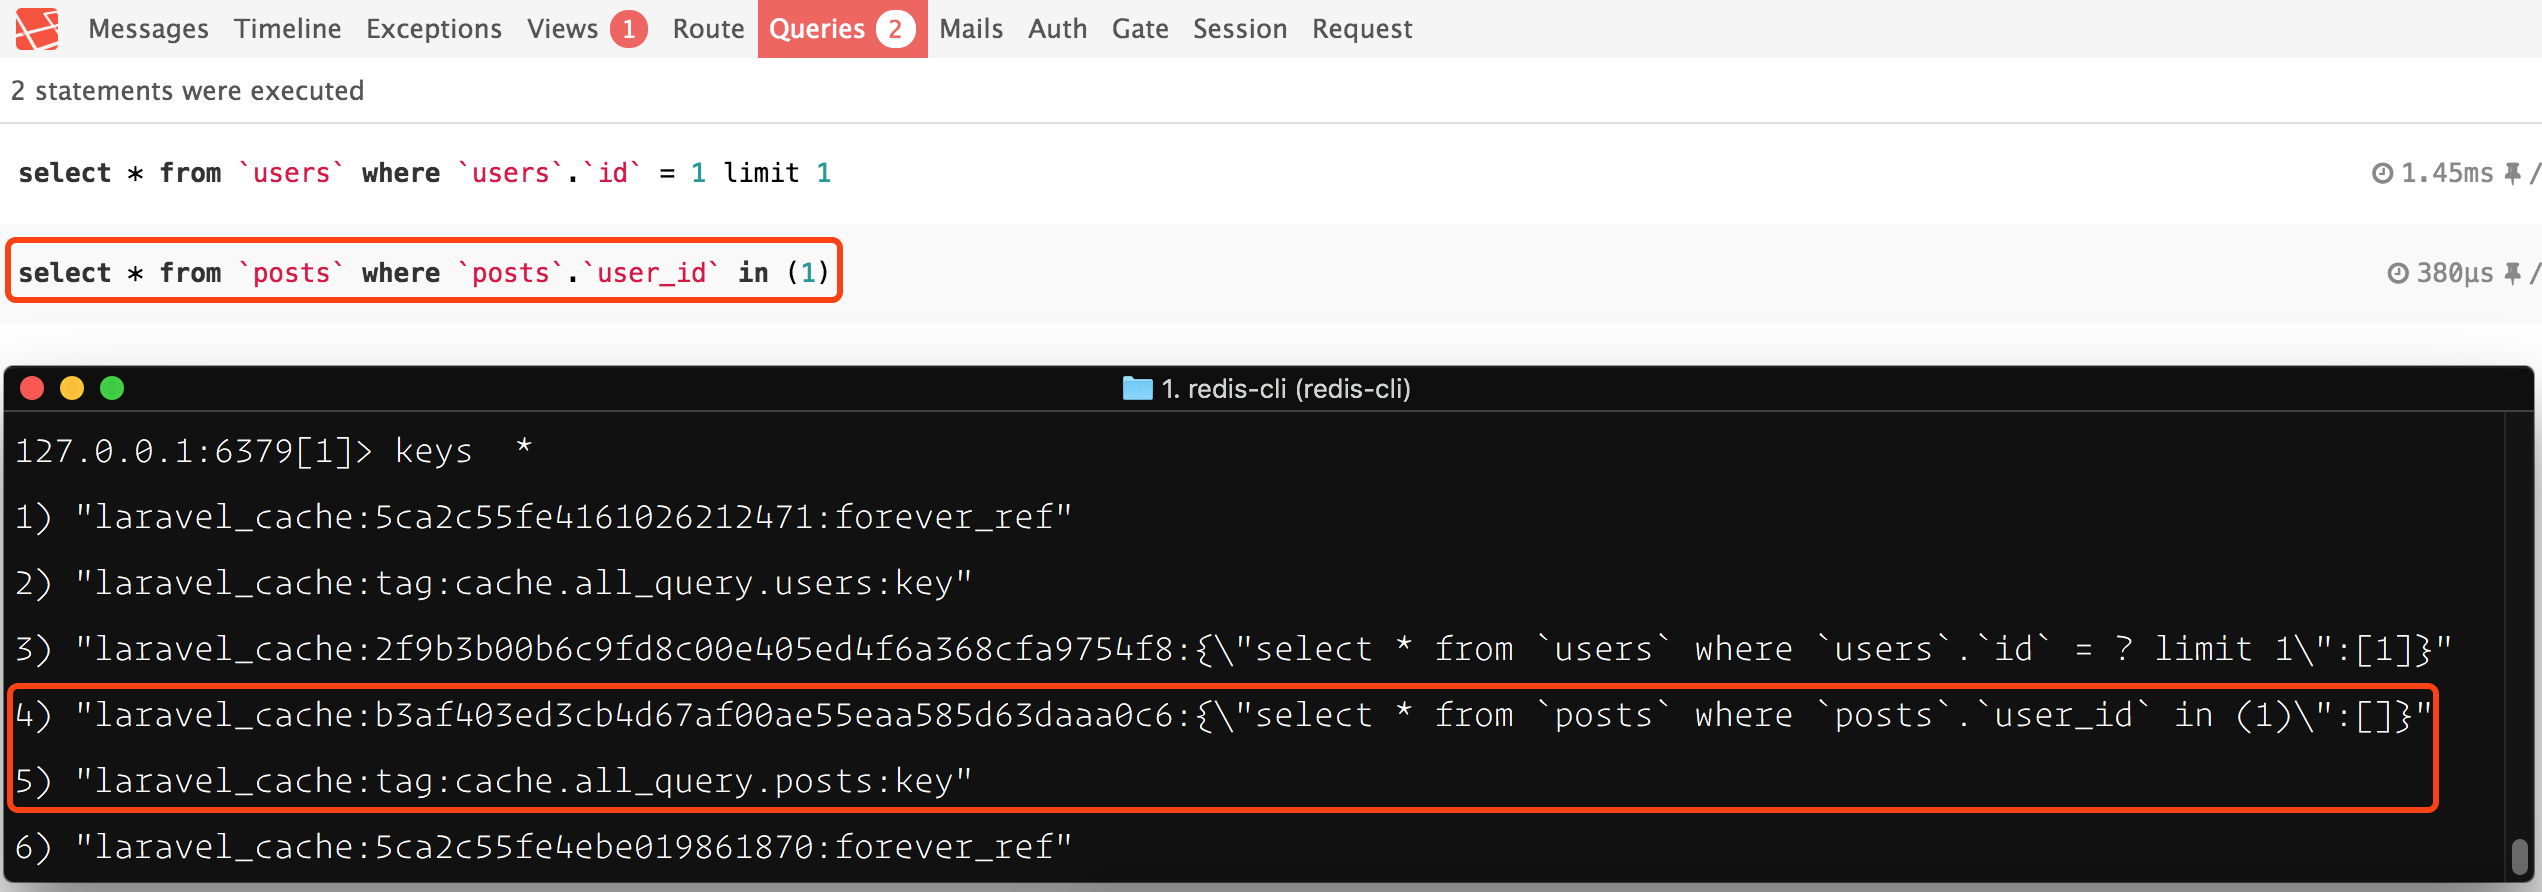 Messages Timeline Exceptions Views 1 Route Queries 2 Mails Auth Gate Session Request
2 statements were executed
select * from `users` where `users`.`id` = 1 limit 1 1.45ms /
select * from `posts` where `posts`.`user_id` in (1) 380μs /
1. redis-cli (redis-cli)
127.0.0.1:6379[1]> keys  *
1) "laravel_cache:5ca2c55fe4161026212471:forever_ref"
2) "laravel_cache:tag:cache.all_query.users:key"
3) "laravel_cache:2f9b3b00b6c9fd8c00e405ed4f6a368cfa9754f8:{\"select * from `users` where `users`.`id` = ? limit 1\":[1]}"
4) "laravel_cache:b3af403ed3cb4d67af00ae55eaa585d63daaa0c6:{\"select * from `posts` where `posts`.`user_id` in (1)\":[]}"
5) "laravel_cache:tag:cache.all_query.posts:key"
6) "laravel_cache:5ca2c55fe4ebe019861870:forever_ref"